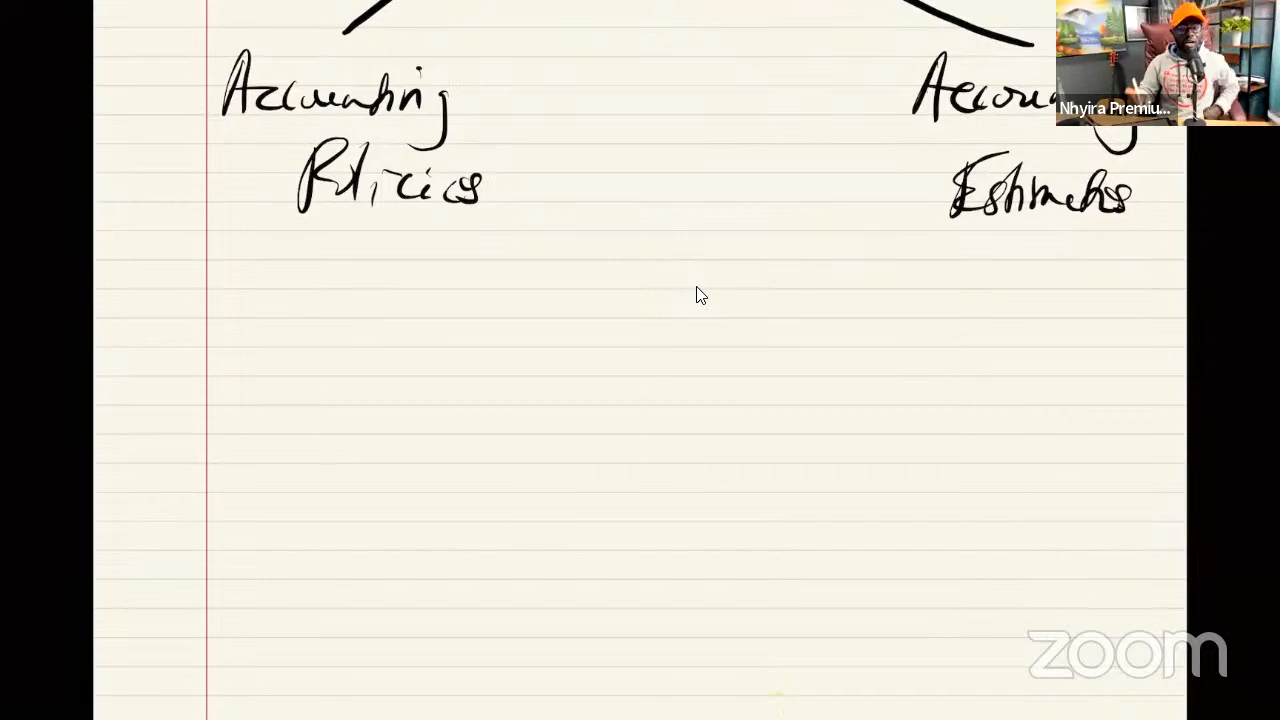 Accounting
Policies
Accou
g
Estimates
Nhyira Premiu...
zoom